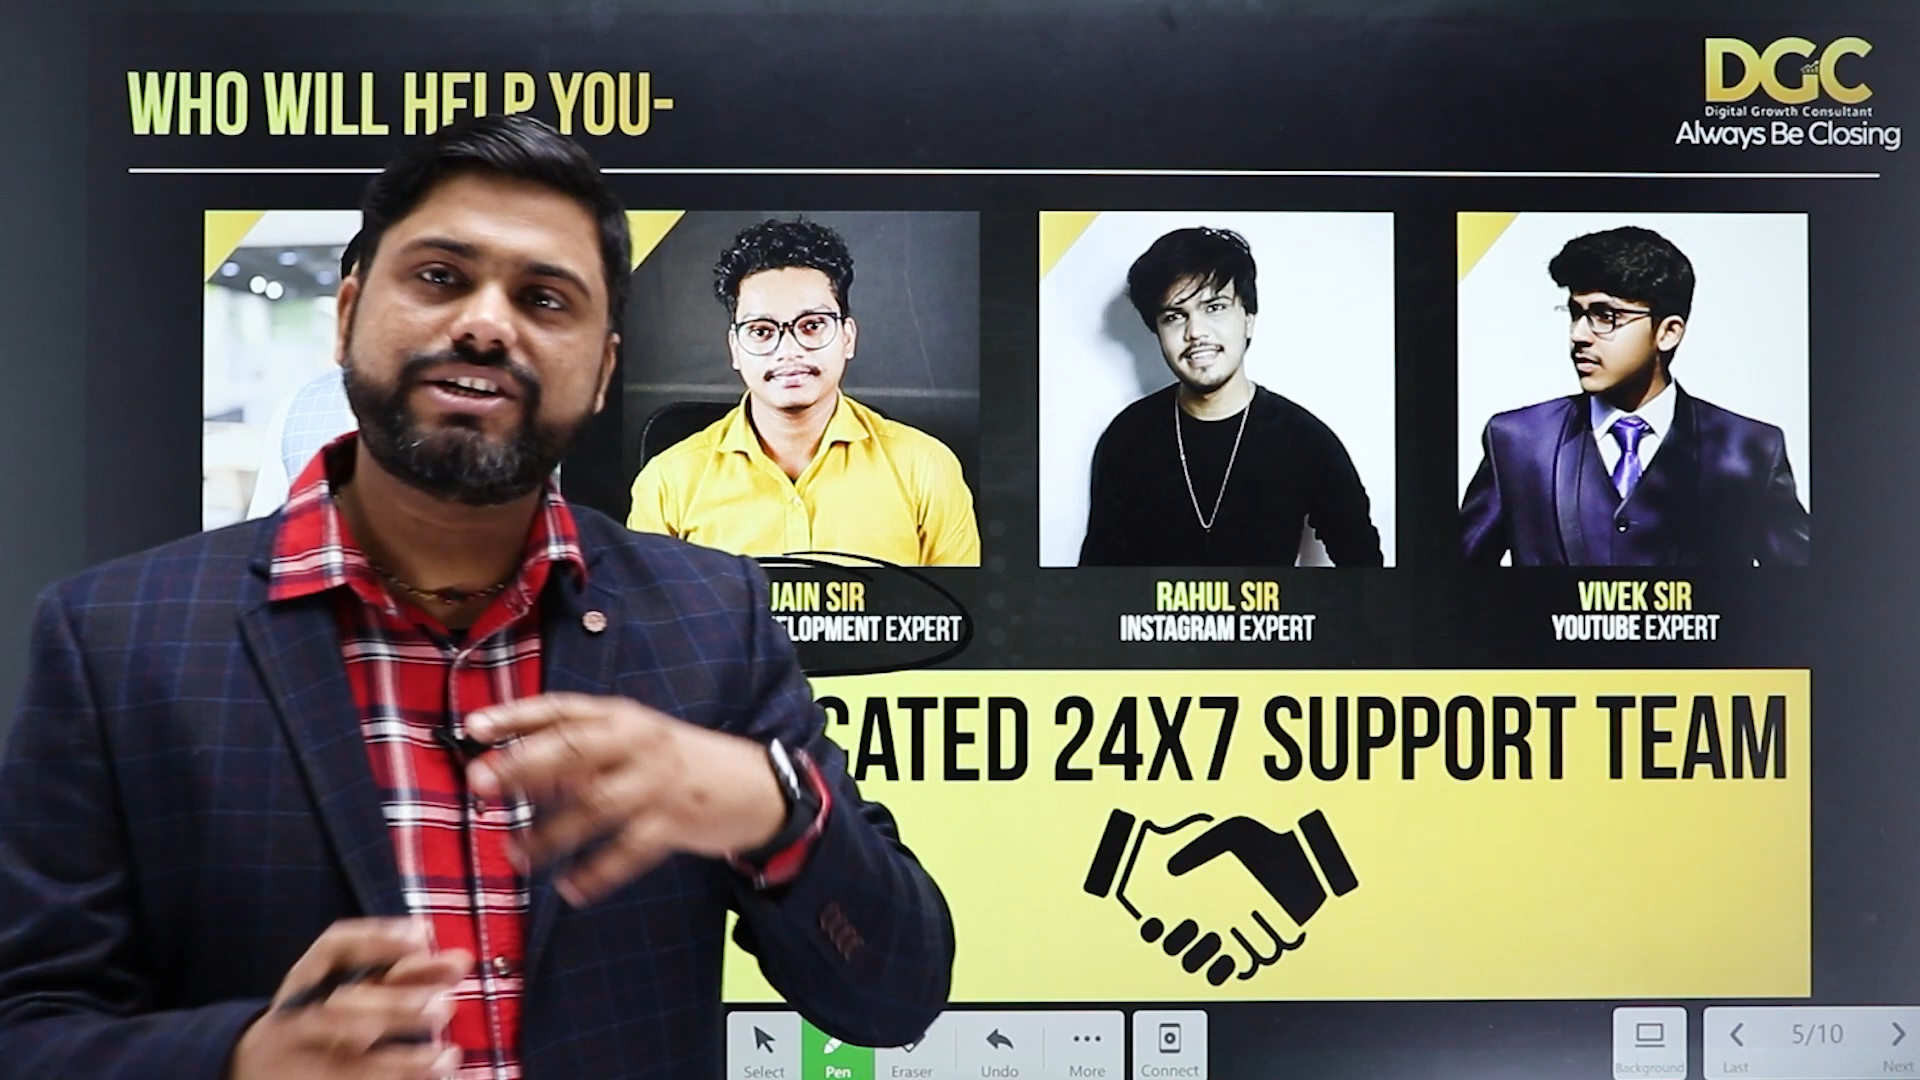 WHO WILL HELP YOU-
DGC
Digital Growth Consultant
Always Be Closing
JAIN SIR
EXPERT
RAHUL SIR
INSTAGRAM EXPERT
VIVEK SIR
YOUTUBE EXPERT
24X7 SUPPORT TEAM
Select
Pen
Eraser
Undo
More
Connect
Background
Last
5/10
Next